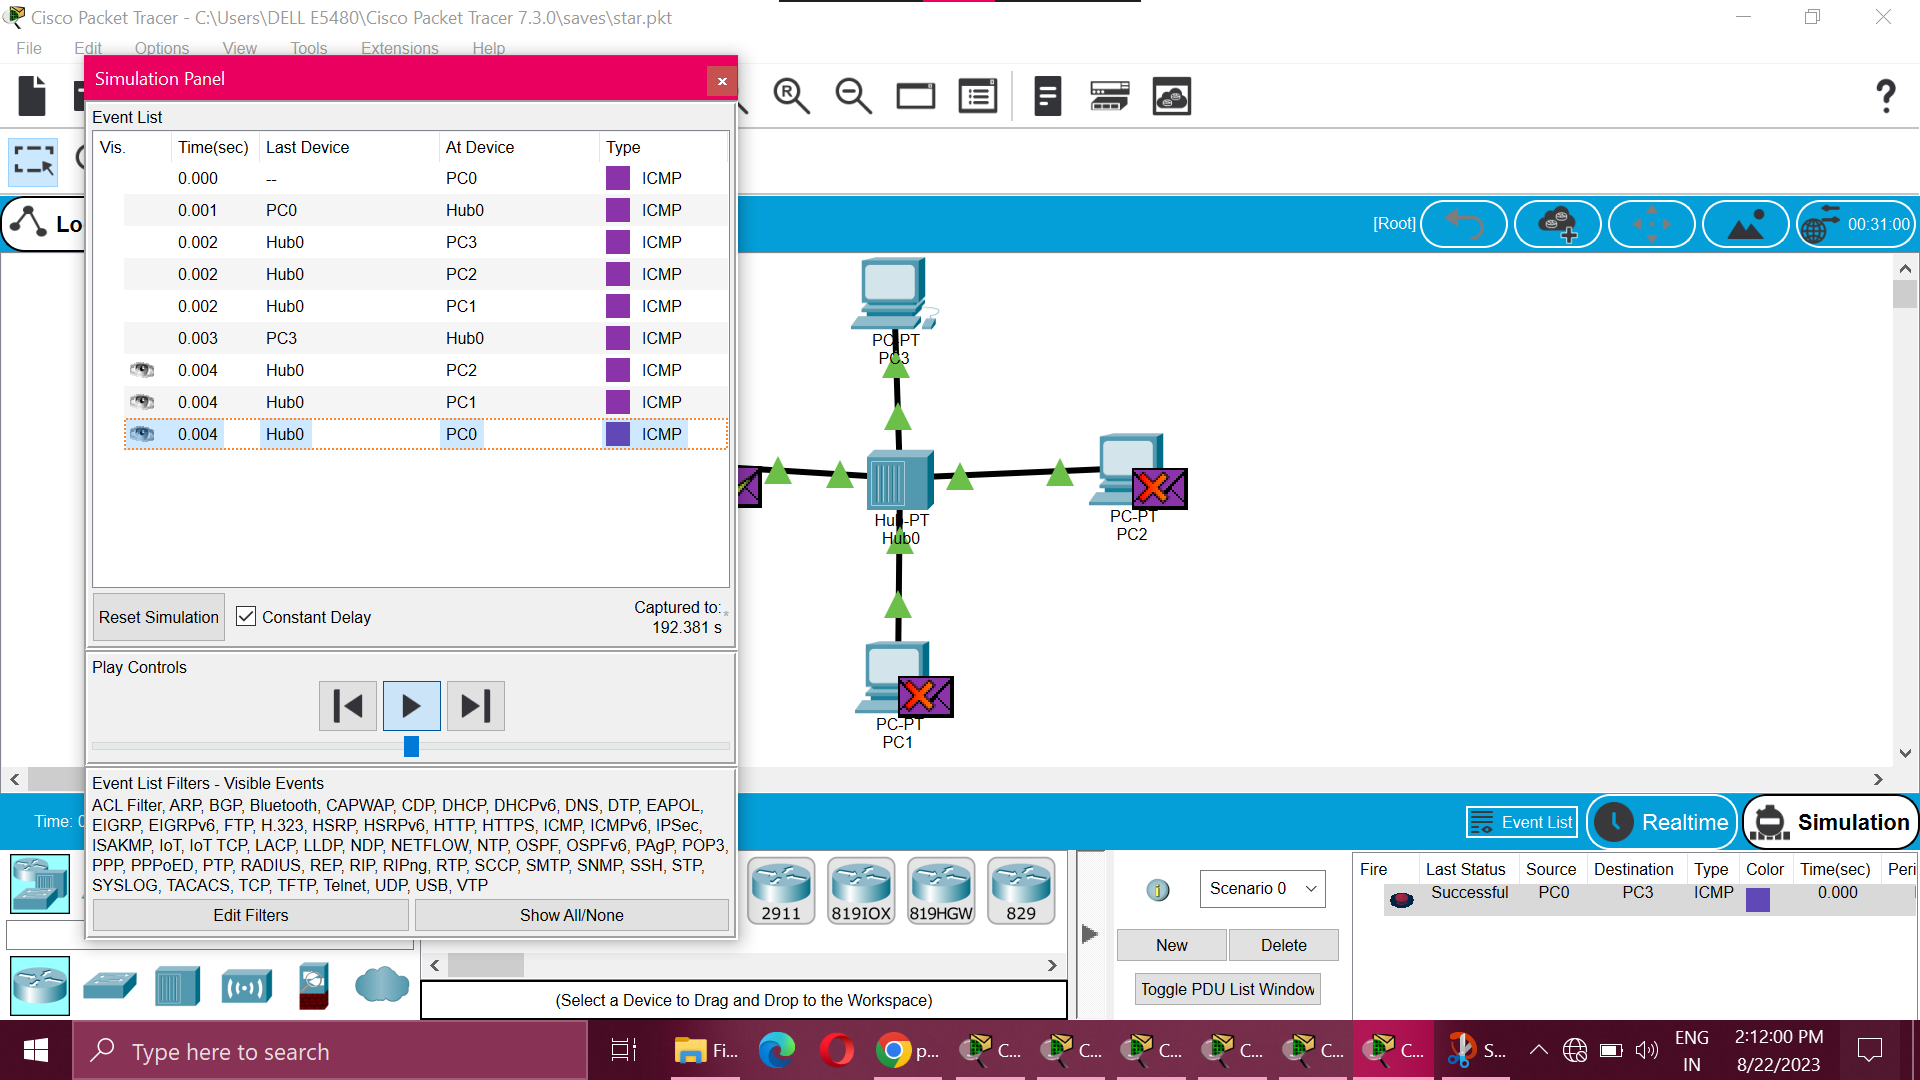 Cisco Packet Tracer - C:\Users\DELL E5480\Cisco Packet Tracer 7.3.0\saves\star.pkt
File Edit Options View Tools Extensions Help
Simulation Panel
Event List
Vis. Time(sec) Last Device At Device Type
0.000 -- PC0 ICMP
0.001 PC0 Hub0 ICMP
0.002 Hub0 PC3 ICMP
0.002 Hub0 PC2 ICMP
0.002 Hub0 PC1 ICMP
0.003 PC3 Hub0 ICMP
0.004 Hub0 PC2 ICMP
0.004 Hub0 PC1 ICMP
0.004 Hub0 PC0 ICMP
Reset Simulation Constant Delay
Captured to:
192.381 s
Play Controls
Event List Filters - Visible Events
ACL Filter, ARP, BGP, Bluetooth, CAPWAP, CDP, DHCP, DHCPv6, DNS, DTP, EAPOL,
EIGRP, EIGRPv6, FTP, H.323, HSRP, HSRPv6, HTTP, HTTPS, ICMP, ICMPv6, IPSec,
ISAKMP, IoT, IoT TCP, LACP, LLDP, NDP, NETFLOW, NTP, OSPF, OSPFv6, PAgP, POP3,
PPP, PPPoED, PTP, RADIUS, REP, RIP, RIPng, RTP, SCCP, SMTP, SNMP, SSH, STP,
SYSLOG, TACACS, TCP, TFTP, Telnet, UDP, USB, VTP
Edit Filters Show All/None
R
?
Lo
[Root] 00:31:00
PC-PT
PC3
Hub-PT
Hub0
PC-PT
PC2
PC-PT
PC1
Time: 0
Event List Realtime Simulation
2911 819IOX 819HGW 829
(Select a Device to Drag and Drop to the Workspace)
Scenario 0
New Delete
Toggle PDU List Window
Fire Last Status Source Destination Type Color Time(sec) Peri
Successful PC0 PC3 ICMP 0.000
Type here to search
Fi... p... C... C... C... C... C... C... S...
ENG
IN
2:12:00 PM
8/22/2023